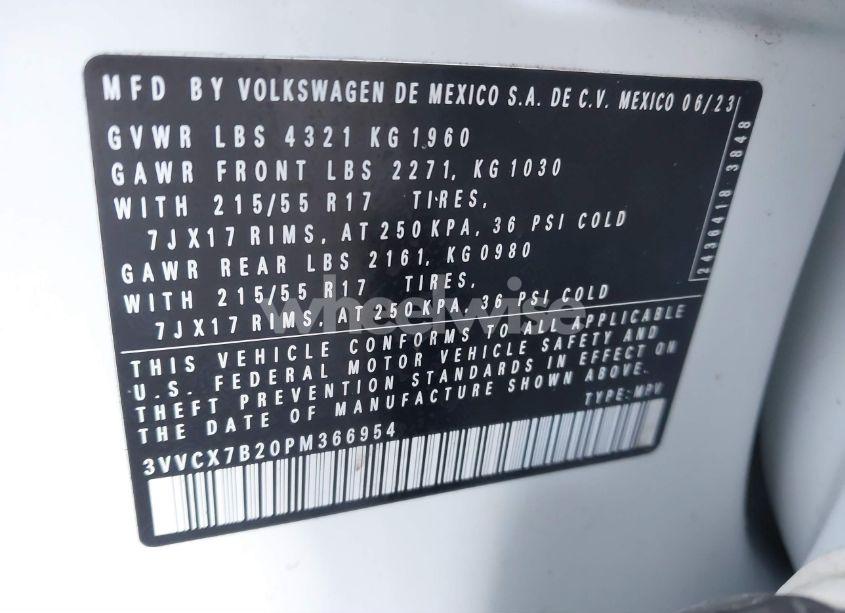 MFD BY VOLKSWAGEN DE MEXICO S.A. DE C.V. MEXICO 06/23
GVWR LBS 4321 KG 1960
GAWR FRONT LBS 2271, KG 1030
WITH 215/55 R17 TIRES,
7JX17 RIMS, AT 250 KPA, 36 PSI COLD
GAWR REAR LBS 2161, KG0980
WITH 215/55 R17 TIRES,
7JX17 RIMS, AT 250 KPA, 36 PSI COLD
THIS VEHICLE CONFORMS TO ALL APPLICABLE
U.S. FEDERAL MOTOR VEHICLE SAFETY AND
THEFT PREVENTION STANDARDS IN EFFECT ON
THE DATE OF MANUFACTURE SHOWN ABOVE.
TYPE: MPV
3VVCX7B20PM366954
2436418 3848
wheelwise